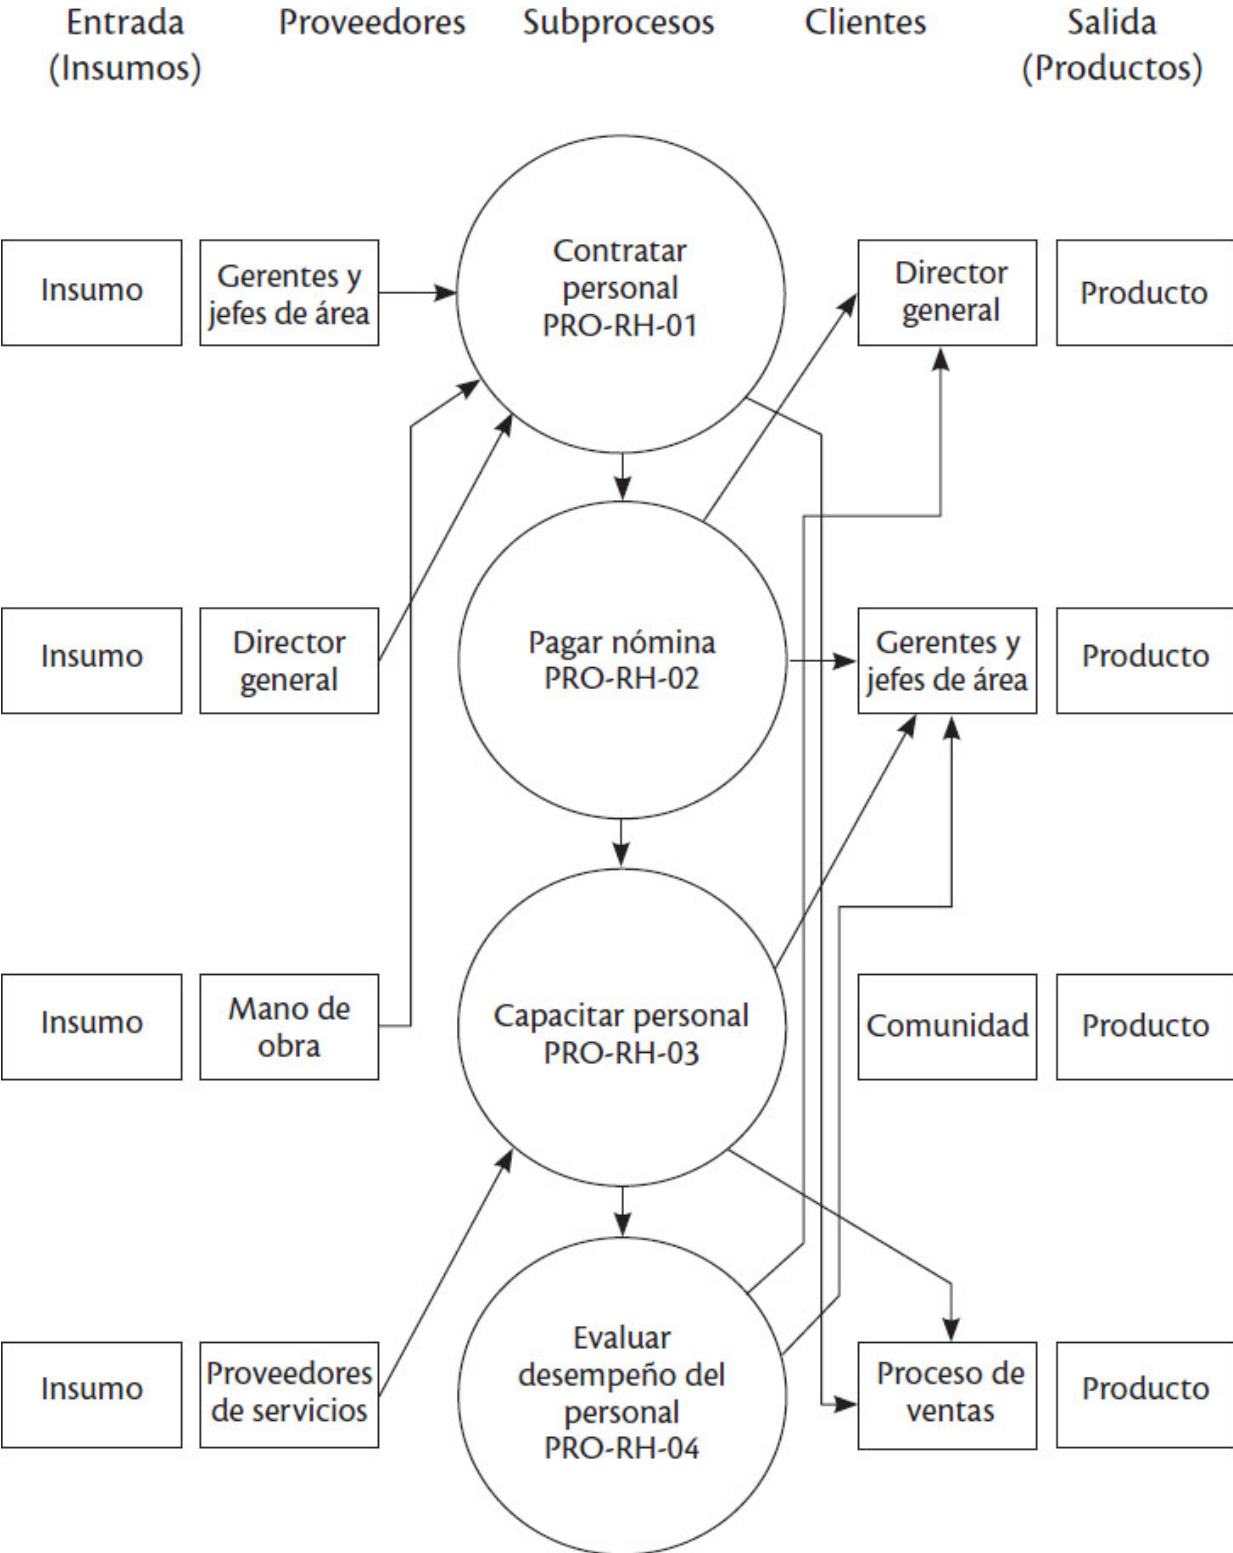 Entrada
(Insumos)
Proveedores
Subprocesos
Clientes
Salida
(Productos)
Insumo
Gerentes y
jefes de área
Contratar
personal
PRO-RH-01
Director
general
Producto
Insumo
Director
general
Pagar nómina
PRO-RH-02
Gerentes y
jefes de área
Producto
Insumo
Mano de
obra
Capacitar personal
PRO-RH-03
Comunidad
Producto
Insumo
Proveedores
de servicios
Evaluar
desempeño del
personal
PRO-RH-04
Proceso de
ventas
Producto